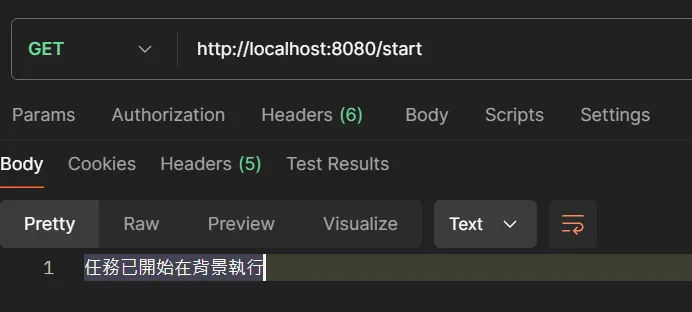 GET http://localhost:8080/start
Params Authorization Headers (6) Body Scripts Settings
Body Cookies Headers (5) Test Results
Pretty Raw Preview Visualize Text
1 任務已開始在背景執行